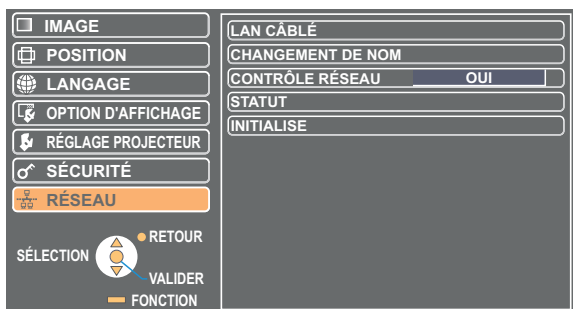 IMAGE
POSITION
LANGAGE
OPTION D'AFFICHAGE
RÉGLAGE PROJECTEUR
SÉCURITÉ
RÉSEAU
SÉLECTION
RETOUR
VALIDER
FONCTION
LAN CÂBLÉ
CHANGEMENT DE NOM
CONTRÔLE RÉSEAU OUI
STATUT
INITIALISE